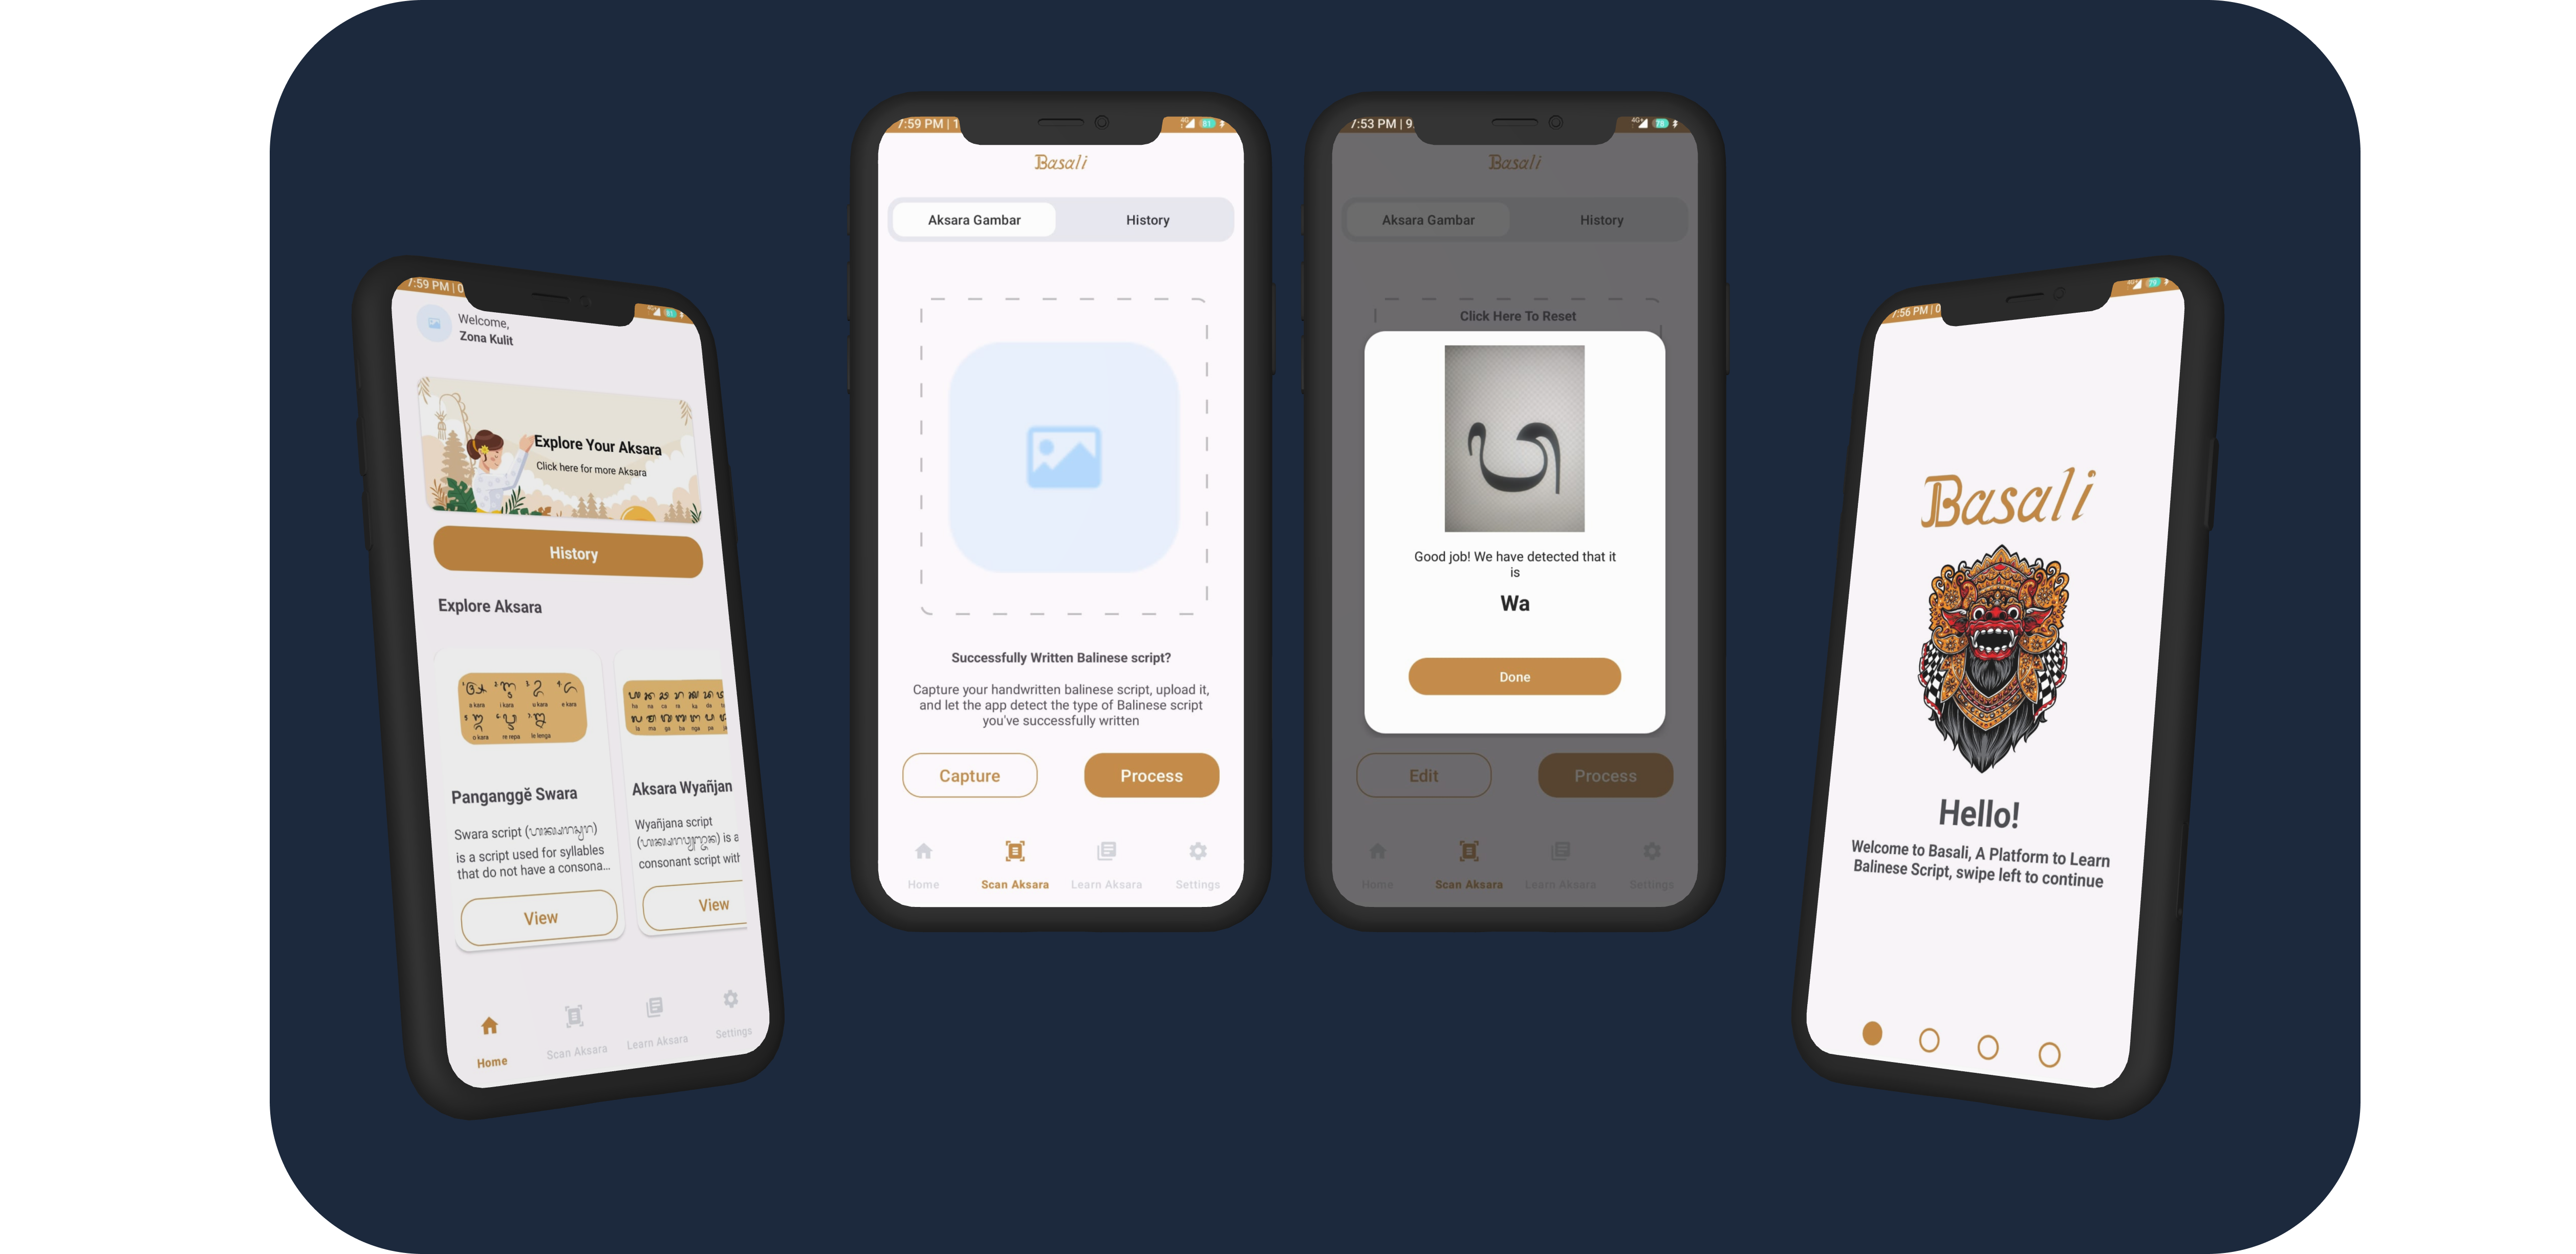 7:59 PM | 0
Welcome,
Zona Kulit
Explore Your Aksara
Click here for more Aksara
History
Explore Aksara
a kara i kara u kara e kara
o kara re repa le lenga
ha na ca ra ka da
la ma ga ba nga pa
Panganggĕ Swara
Swara script
is a script used for syllables
that do not have a consona...
View
Aksara Wyañjan
Wyañjana script
is a
consonant script with
View
Home
Scan Aksara
Learn Aksara
Settings
7:59 PM | 1
4G 81
Basali
Aksara Gambar
History
Successfully Written Balinese script?
Capture your handwritten balinese script, upload it,
and let the app detect the type of Balinese script
you've successfully written
Capture
Process
Home
Scan Aksara
Learn Aksara
Settings
7:53 PM | 9.
4G 78
Basali
Aksara Gambar
History
Click Here To Reset
ᬯ
Good job! We have detected that it
is
Wa
Done
Edit
Process
Home
Scan Aksara
Learn Aksara
Settings
7:56 PM | 0
Basali
Hello!
Welcome to Basali, A Platform to Learn
Balinese Script, swipe left to continue